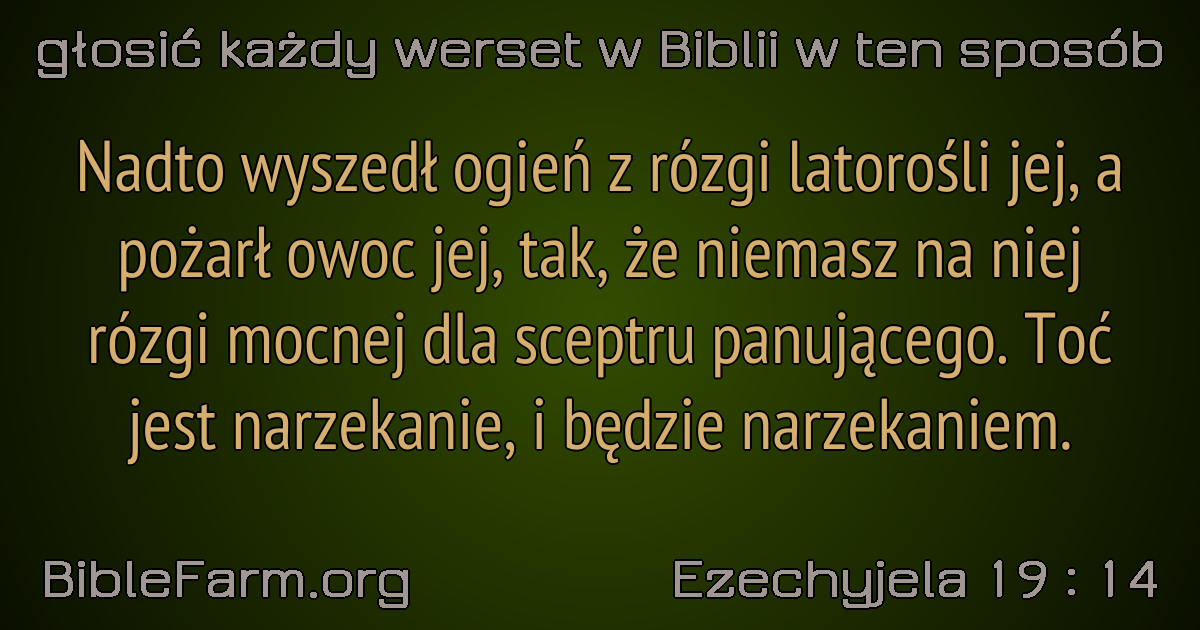 głosić każdy werset w Biblii w ten sposób
Nadto wyszedł ogień z rózgi latorośli jej, a
pożarł owoc jej, tak, że niemasz na niej
rózgi mocnej dla sceptru panującego. Toć
jest narzekanie, i będzie narzekaniem.
BibleFarm.org
Ezechyjela 19 : 14